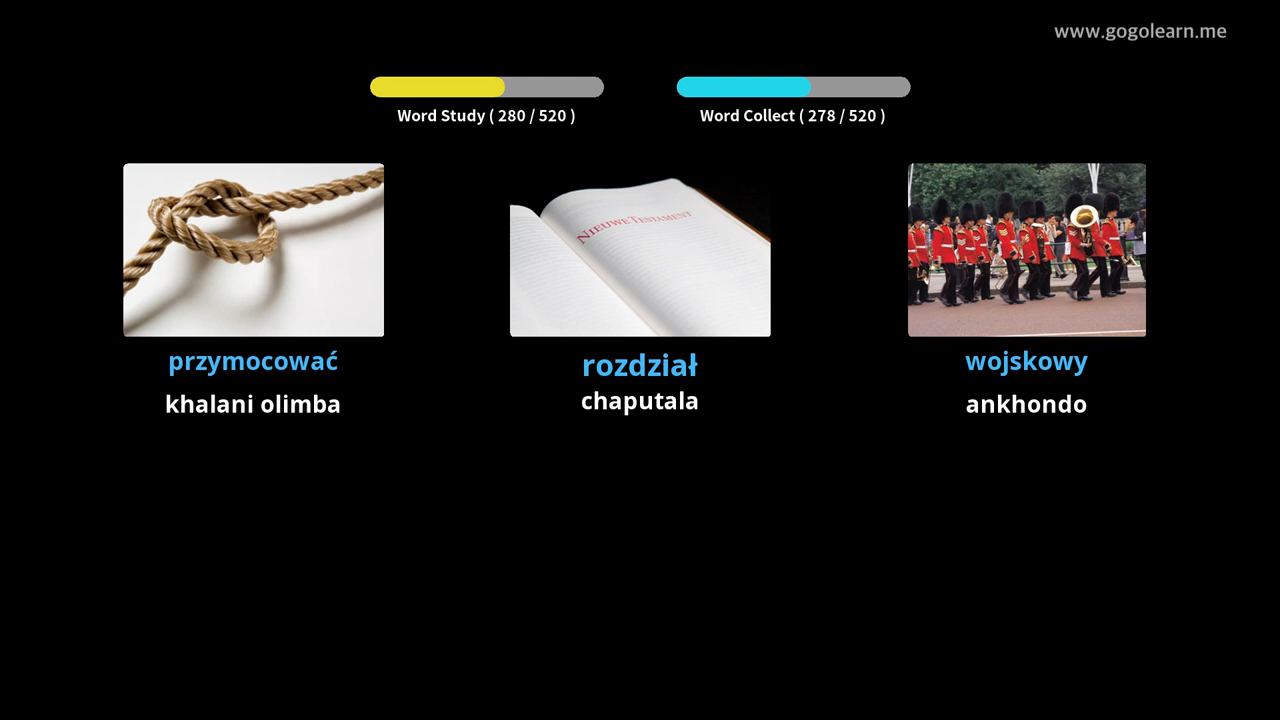 www.gogolearn.me
Word Study ( 280 / 520 )
Word Collect ( 278 / 520 )
NIEUWE TESTAMENT
przymocować
rozdział
wojskowy
khalani olimba
chaputala
ankhondo